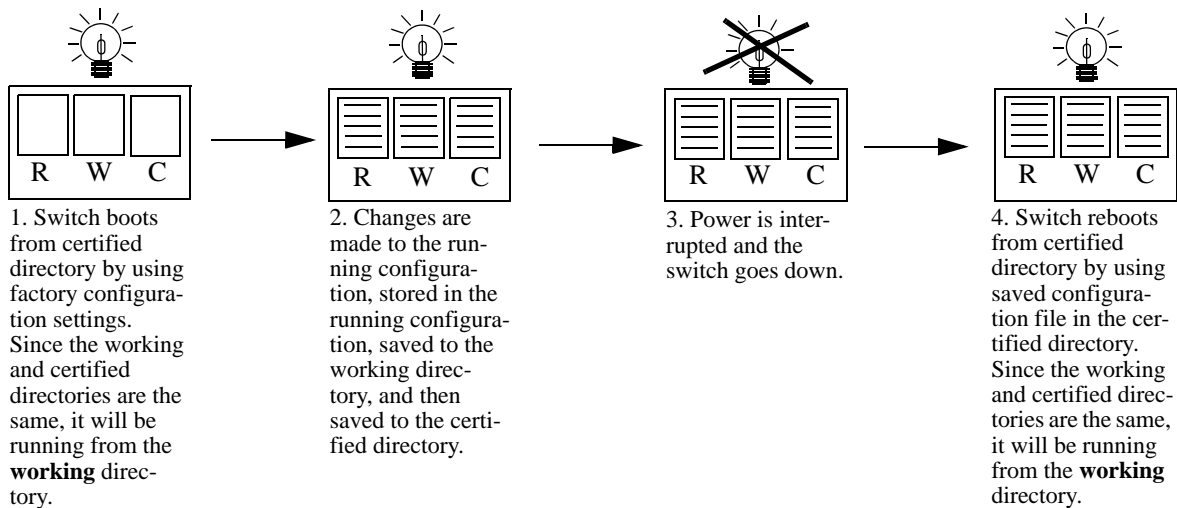 R W C
R W C
R W C
R W C
1. Switch boots
from certified
directory by using
factory configura-
tion settings.
Since the working
and certified
directories are the
same, it will be
running from the
working direc-
tory.
2. Changes are
made to the run-
ning configura-
tion, stored in the
running configura-
tion, saved to the
working direc-
tory, and then
saved to the certi-
fied directory.
3. Power is inter-
rupted and the
switch goes down.
4. Switch reboots
from certified
directory by using
saved configura-
tion file in the cer-
tified directory.
Since the working
and certified direc-
tories are the same,
it will be running
from the working
directory.